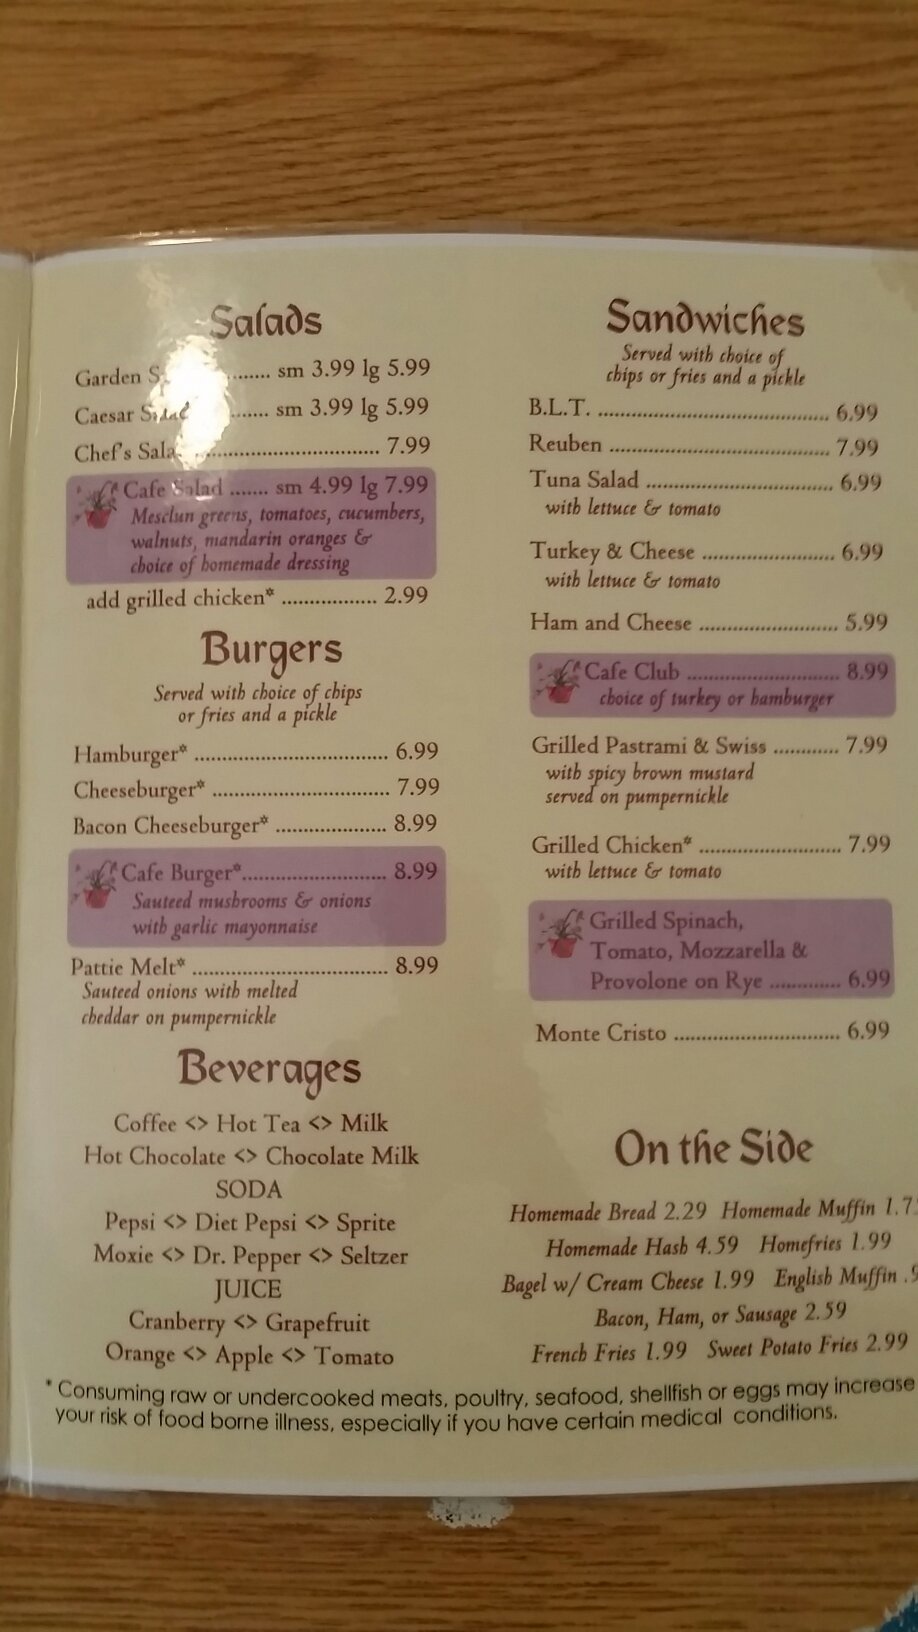 Salads
Garden S ........ sm 3.99 lg 5.99
Caesar Salad ........ sm 3.99 lg 5.99
Chef's ........ 7.99
Cafe Salad ....... sm 4.99 lg 7.99
Mesclun greens, tomatoes, cucumbers,
walnuts, mandarin oranges &
choice of homemade dressing
add grilled chicken* ................. 2.99
Burgers
Served with choice of chips
or fries and a pickle
Hamburger* ................................... 6.99
Cheeseburger* ................................ 7.99
Bacon Cheeseburger* .................... 8.99
Cafe Burger*.......................... 8.99
Sauteed mushrooms & onions
with garlic mayonnaise
Pattie Melt* ................................... 8.99
Sauteed onions with melted
cheddar on pumpernickle
Beverages
Coffee <> Hot Tea <> Milk
Hot Chocolate <> Chocolate Milk
SODA
Pepsi <> Diet Pepsi <> Sprite
Moxie <> Dr. Pepper <> Seltzer
JUICE
Cranberry <> Grapefruit
Orange <> Apple <> Tomato
Sandwiches
Served with choice of
chips or fries and a pickle
B.L.T. .......................................... 6.99
Reuben ........................................ 7.99
Tuna Salad .................................. 6.99
with lettuce & tomato
Turkey & Cheese ........................ 6.99
with lettuce & tomato
Ham and Cheese ......................... 5.99
Cafe Club ........................... 8.99
choice of turkey or hamburger
Grilled Pastrami & Swiss ............ 7.99
with spicy brown mustard
served on pumpernickle
Grilled Chicken* ......................... 7.99
with lettuce & tomato
Grilled Spinach,
Tomato, Mozzarella &
Provolone on Rye ............. 6.99
Monte Cristo .............................. 6.99
On the Side
Homemade Bread 2.29 Homemade Muffin
Homemade Hash 4.59 Homefries 1.99
Bagel w/ Cream Cheese 1.99 English Muffin
Bacon, Ham, or Sausage 2.59
French Fries 1.99 Sweet Potato Fries 2.99
* Consuming raw or undercooked meats, poultry, seafood, shellfish or eggs may increase
your risk of food borne illness, especially if you have certain medical conditions.